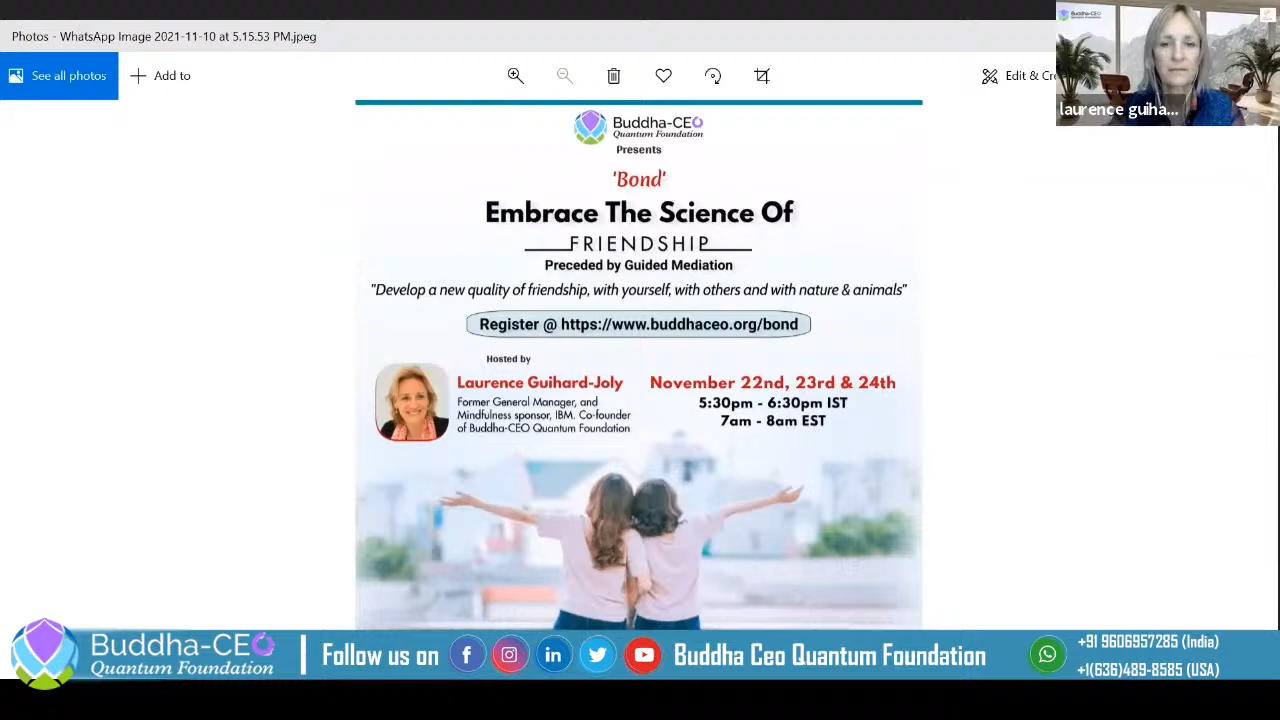 Photos - WhatsApp Image 2021-11-10 at 5.15.53 PM.jpeg
See all photos
Add to
Edit &
laurence guiha...
Buddha-CEO
Quantum Foundation
Presents
'Bond'
Embrace The Science Of
FRIENDSHIP
Preceded by Guided Mediation
"Develop a new quality of friendship, with yourself, with others and with nature & animals"
Register @ https://www.buddhaceo.org/bond
Hosted by
Laurence Guihard-Joly
Former General Manager, and
Mindfulness sponsor, IBM. Co-founder
of Buddha-CEO Quantum Foundation
November 22nd, 23rd & 24th
5:30pm - 6:30pm IST
7am - 8am EST
Buddha-CEO
Quantum Foundation
Follow us on
Buddha Ceo Quantum Foundation
+91 9606957285 (India)
+1(636)489-8585 (USA)